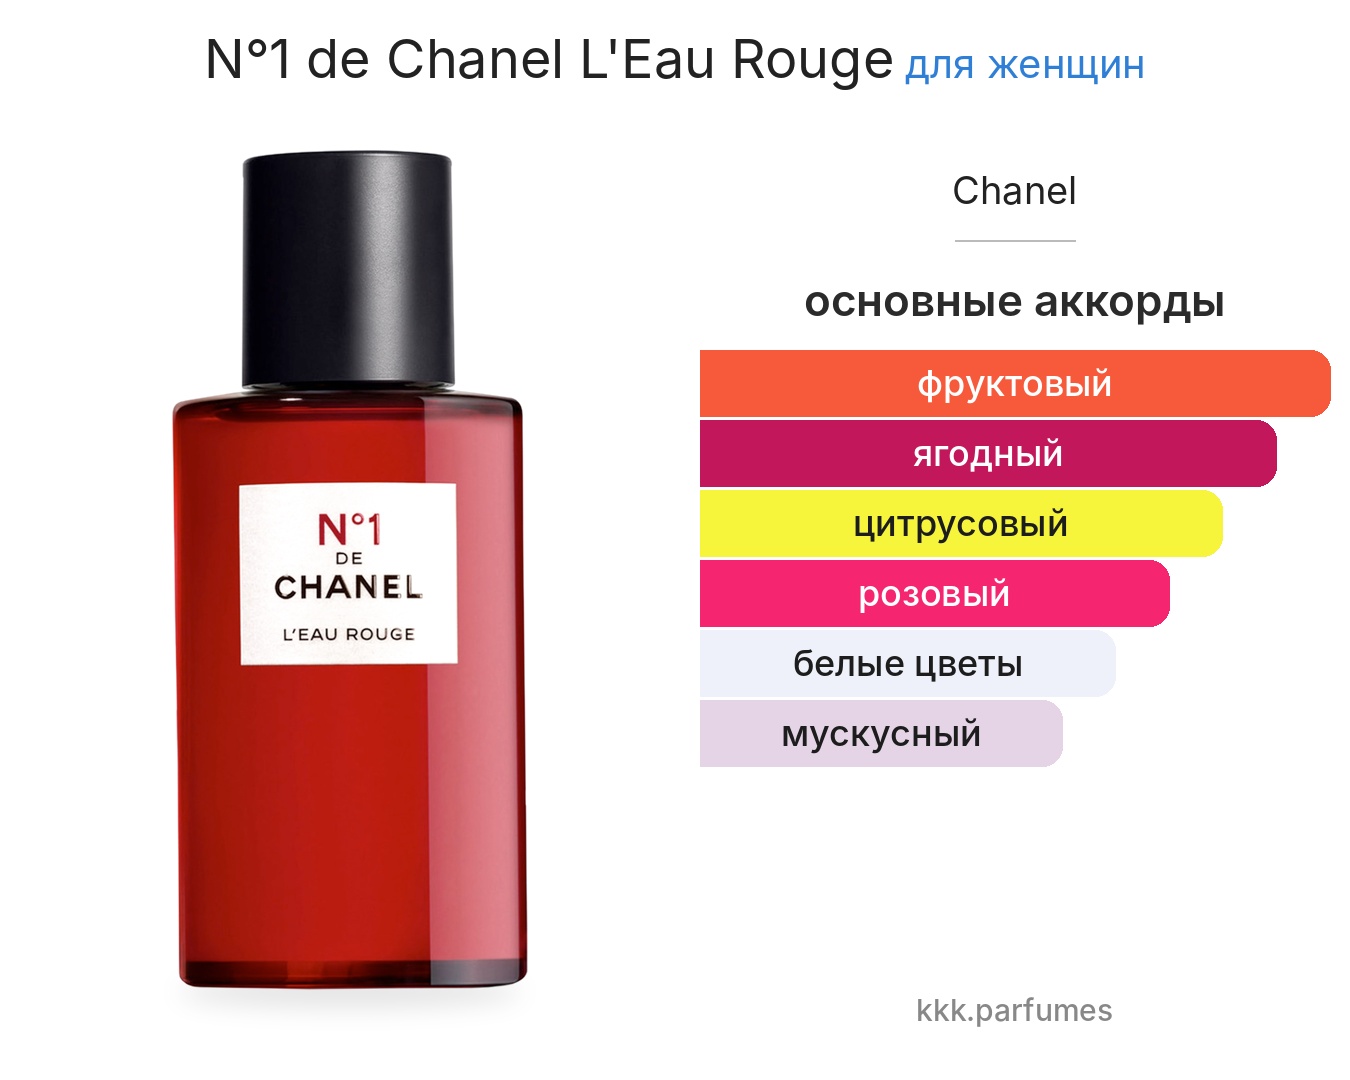 N°1 de Chanel L'Eau Rouge для женщин
N°1
DE
CHANEL
L'EAU ROUGE
Chanel
основные аккорды
фруктовый
ягодный
цитрусовый
розовый
белые цветы
мускусный
kkk.parfumes